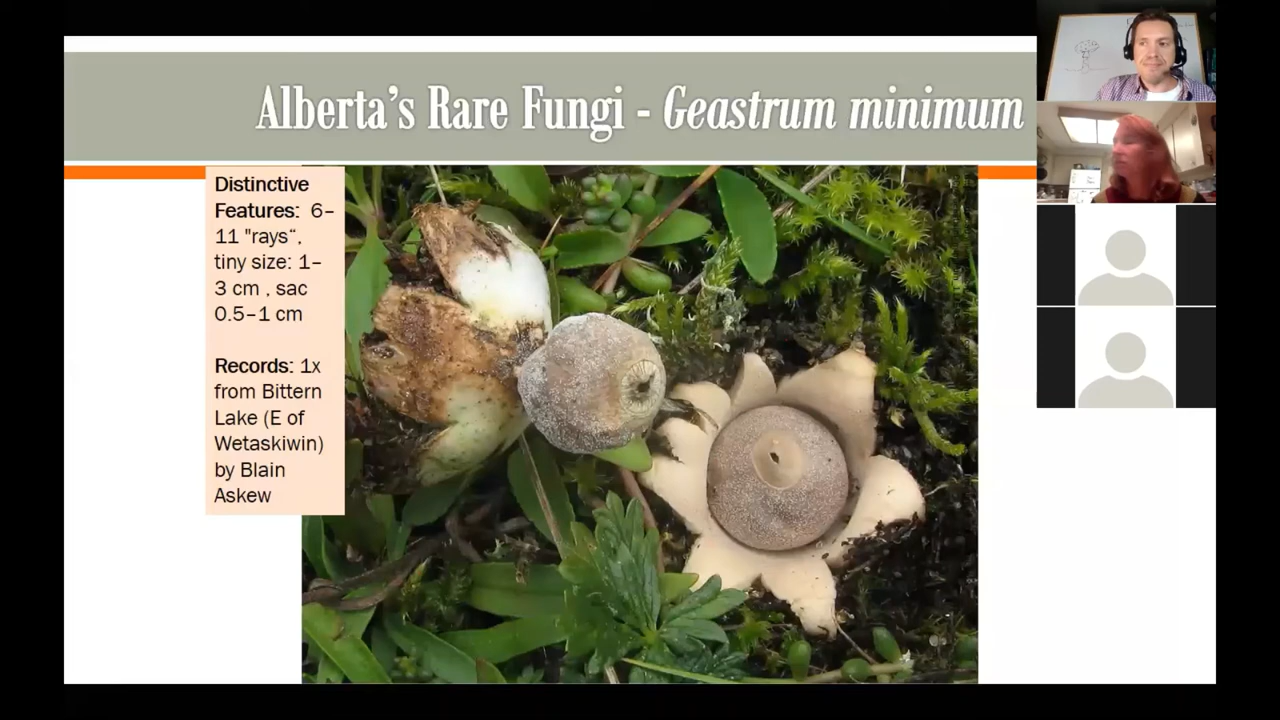 Alberta's Rare Fungi - Geastrum minimum
Distinctive
Features: 6–
11 "rays“,
tiny size: 1–
3 cm , sac
0.5–1 cm
Records: 1x
from Bittern
Lake (E of
Wetaskiwin)
by Blain
Askew